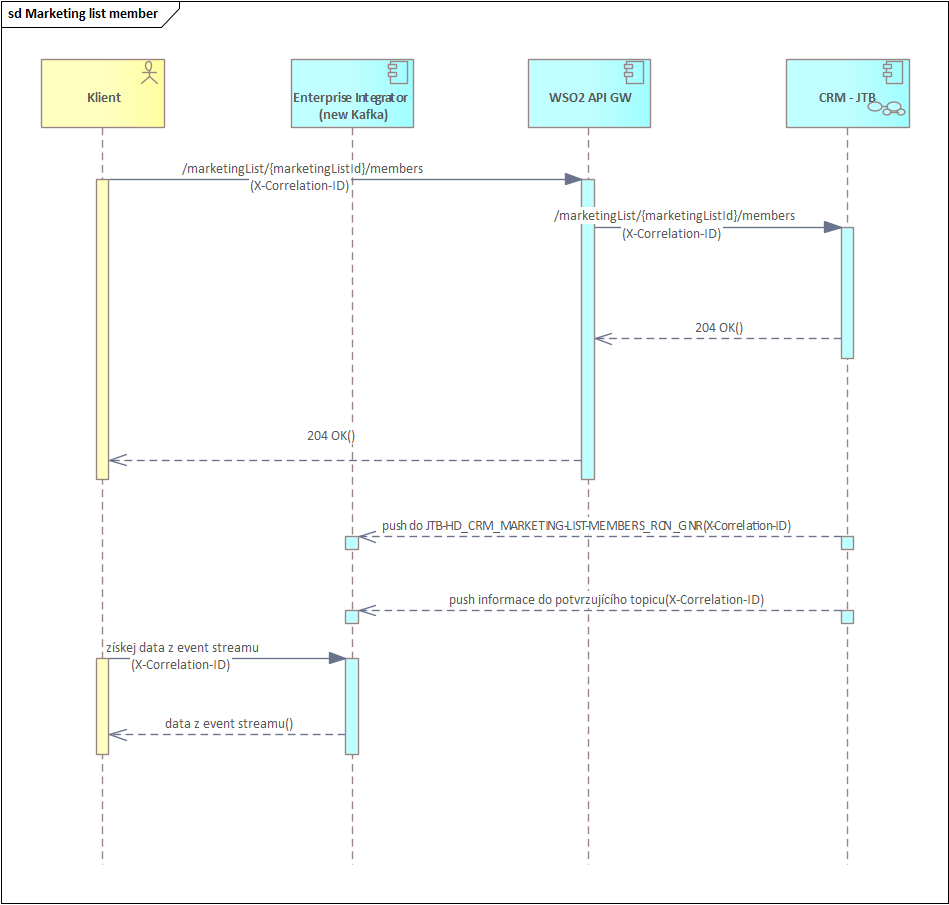 sd Marketing list member
Klient
Enterprise Integrator
(new Kafka)
WSO2 API GW
CRM - JTB
/marketingList/{marketingListId}/members
(X-Correlation-ID)
/marketingList/{marketingListId}/members
(X-Correlation-ID)
204 OK()
204 OK()
push do JTB-HD_CRM_MARKETING-LIST-MEMBERS_RCN_GNR(X-Correlation-ID)
push informace do potvrzujícího topicu(X-Correlation-ID)
získej data z event streamu
(X-Correlation-ID)
data z event streamu()